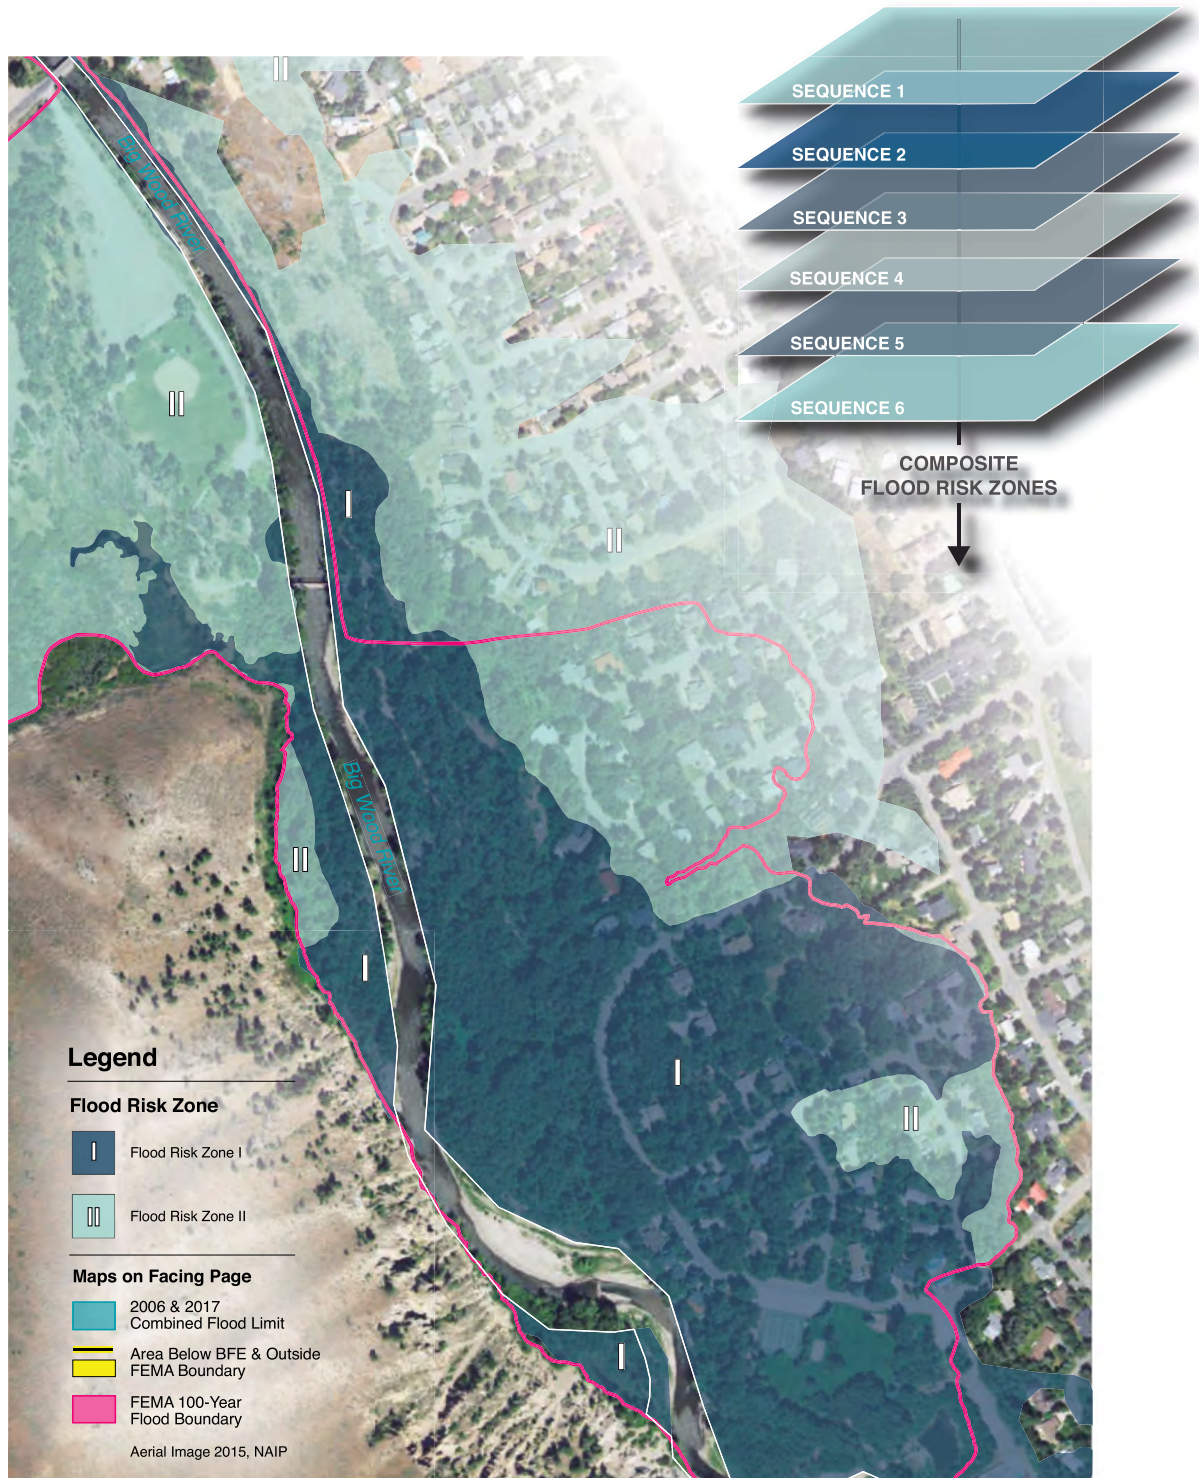 SEQUENCE 1
SEQUENCE 2
SEQUENCE 3
SEQUENCE 4
SEQUENCE 5
SEQUENCE 6
COMPOSITE
FLOOD RISK ZONES
II
Big Wood River
II
I
II
Big Wood River
II
I
I
II
I
Legend
Flood Risk Zone
I
Flood Risk Zone I
II
Flood Risk Zone II
Maps on Facing Page
2006 & 2017
Combined Flood Limit
Area Below BFE & Outside
FEMA Boundary
FEMA 100-Year
Flood Boundary
Aerial Image 2015, NAIP